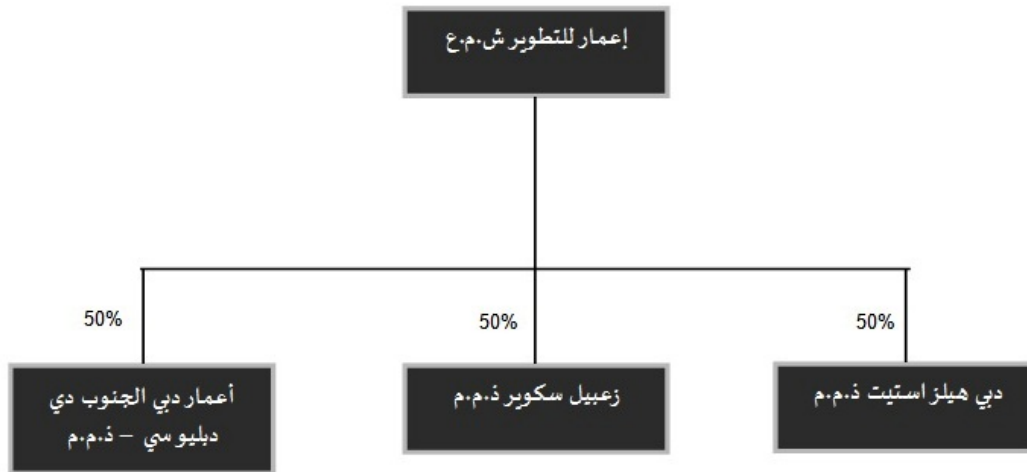 إعمار للتطوير ش.م.ع
50%
50%
50%
دبي هيلز استيت ذ.م.م
زعبيل سكوير ذ.م.م
أعمار دبي الجنوب دي
دبليو سي – ذ.م.م